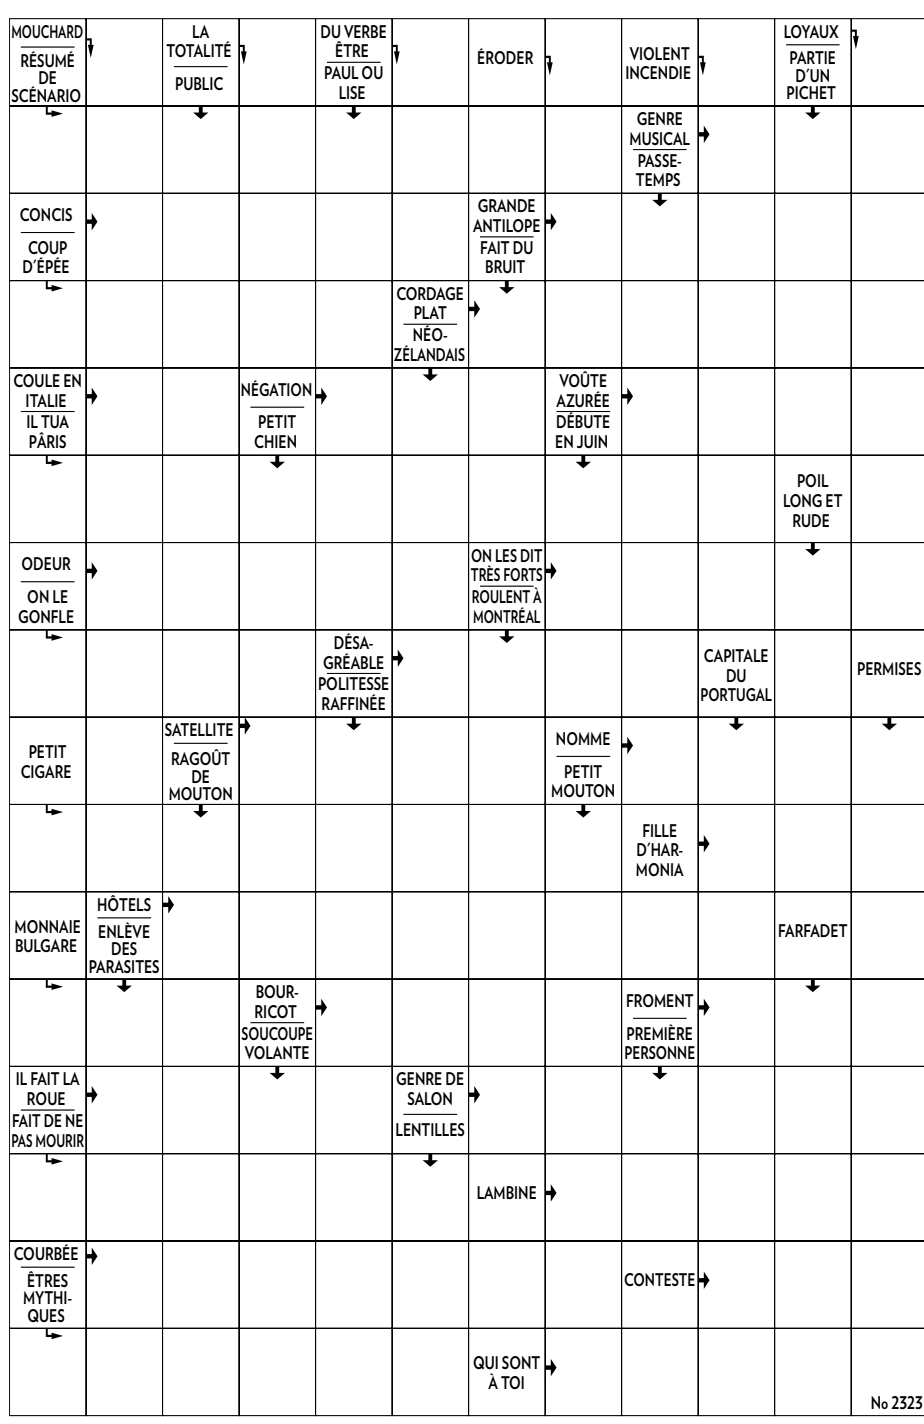 MOUCHARD
RÉSUMÉ
DE
SCÉNARIO
LA
TOTALITÉ
PUBLIC
DU VERBE
ÊTRE
PAUL OU
LISE
ÉRODER
VIOLENT
INCENDIE
LOYAUX
PARTIE
D'UN
PICHET
GENRE
MUSICAL
PASSE-
TEMPS
CONCIS
COUP
D'ÉPÉE
GRANDE
ANTILOPE
FAIT DU
BRUIT
CORDAGE
PLAT
NÉO-
ZÉLANDAIS
COULE EN
ITALIE
IL TUA
PÂRIS
NÉGATION
PETIT
CHIEN
VOÛTE
AZURÉE
DÉBUTE
EN JUIN
POIL
LONG ET
RUDE
ODEUR
ON LE
GONFLE
ON LES DIT
TRÈS FORTS
ROULENT À
MONTRÉAL
DÉSA-
GRÉABLE
POLITESSE
RAFFINÉE
CAPITALE
DU
PORTUGAL
PERMISES
PETIT
CIGARE
SATELLITE
RAGOÛT
DE
MOUTON
NOMME
PETIT
MOUTON
FILLE
D'HAR-
MONIA
MONNAIE
BULGARE
HÔTELS
ENLÈVE
DES
PARASITES
FARFADET
BOUR-
RICOT
SOUCOUPE
VOLANTE
FROMENT
PREMIÈRE
PERSONNE
IL FAIT LA
ROUE
FAIT DE NE
PAS MOURIR
GENRE DE
SALON
LENTILLES
LAMBINE
COURBÉE
ÊTRES
MYTHI-
QUES
CONTESTE
QUI SONT
À TOI
No 2323